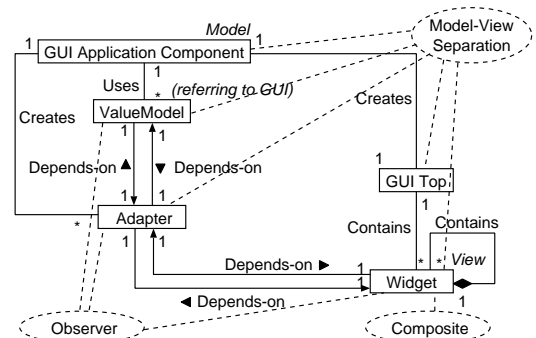 Model
1
1
GUI Application Component
1
Model-View
Separation
Uses
*
(referring to GUI)
ValueModel
Creates
Creates
1
1
Depends-on ▲
▼ Depends-on
1
GUI Top
1
1
1
*
Adapter
1
1
Contains
Contains
Depends-on ►
1
*
*
View
1
Widget
◄ Depends-on
1
Observer
Composite